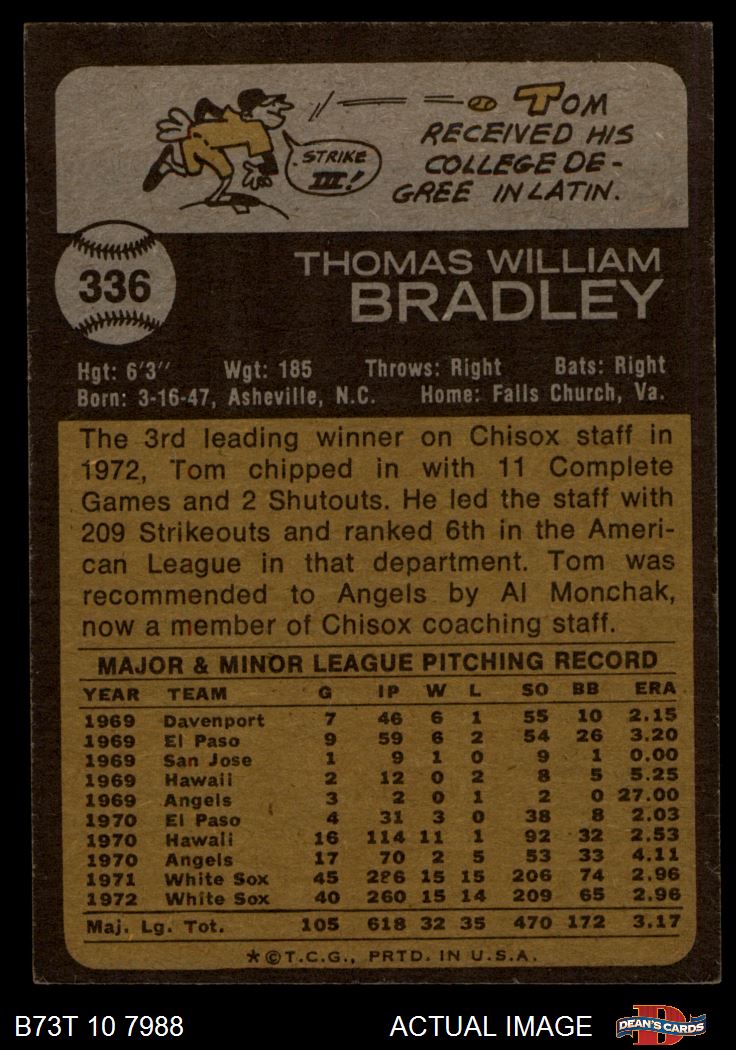 TOM
RECEIVED HIS
COLLEGE DE-
GREE IN LATIN.
STRIKE
III!
336
THOMAS WILLIAM
BRADLEY
Hgt: 6'3" Wgt: 185 Throws: Right Bats: Right
Born: 3-16-47, Asheville, N.C. Home: Falls Church, Va.
The 3rd leading winner on Chisox staff in
1972, Tom chipped in with 11 Complete
Games and 2 Shutouts. He led the staff with
209 Strikeouts and ranked 6th in the Ameri-
can League in that department. Tom was
recommended to Angels by Al Monchak,
now a member of Chisox coaching staff.
MAJOR & MINOR LEAGUE PITCHING RECORD
YEAR TEAM G IP W L SO BB ERA
1969 Davenport 7 46 6 1 55 10 2.15
1969 El Paso 9 59 6 2 54 26 3.20
1969 San Jose 1 9 1 0 9 1 0.00
1969 Hawaii 2 12 0 2 8 5 5.25
1969 Angels 3 2 0 1 2 0 27.00
1970 El Paso 4 31 3 0 38 8 2.03
1970 Hawaii 16 114 11 1 92 32 2.53
1970 Angels 17 70 2 5 53 33 4.11
1971 White Sox 45 286 15 15 206 74 2.96
1972 White Sox 40 260 15 14 209 65 2.96
Maj. Lg. Tot. 105 618 32 35 470 172 3.17
*©T.C.G., PRTD. IN U.S.A.
B73T 10 7988 ACTUAL IMAGE D DEAN'S CARDS